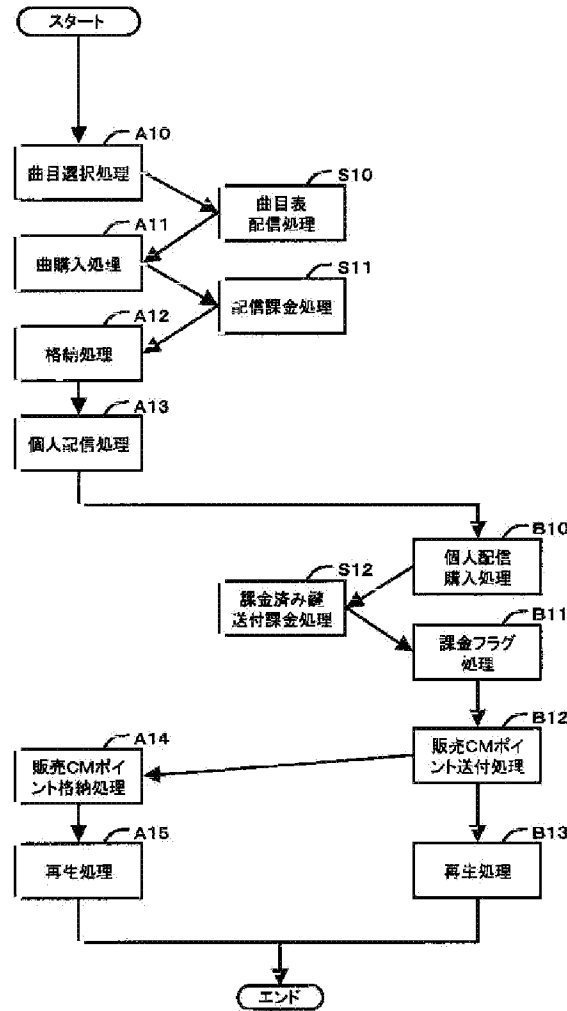 スタート
A10
曲目選択処理
S10
曲目表
配信処理
A11
曲購入処理
S11
配信課金処理
A12
格納処理
A13
個人配信処理
B10
個人配信
購入処理
S12
課金済み鍵
送付課金処理
B11
課金フラグ
処理
B12
販売CMポイ
ント送付処理
A14
販売CMポイ
ント格納処理
A15
再生処理
B13
再生処理
エンド